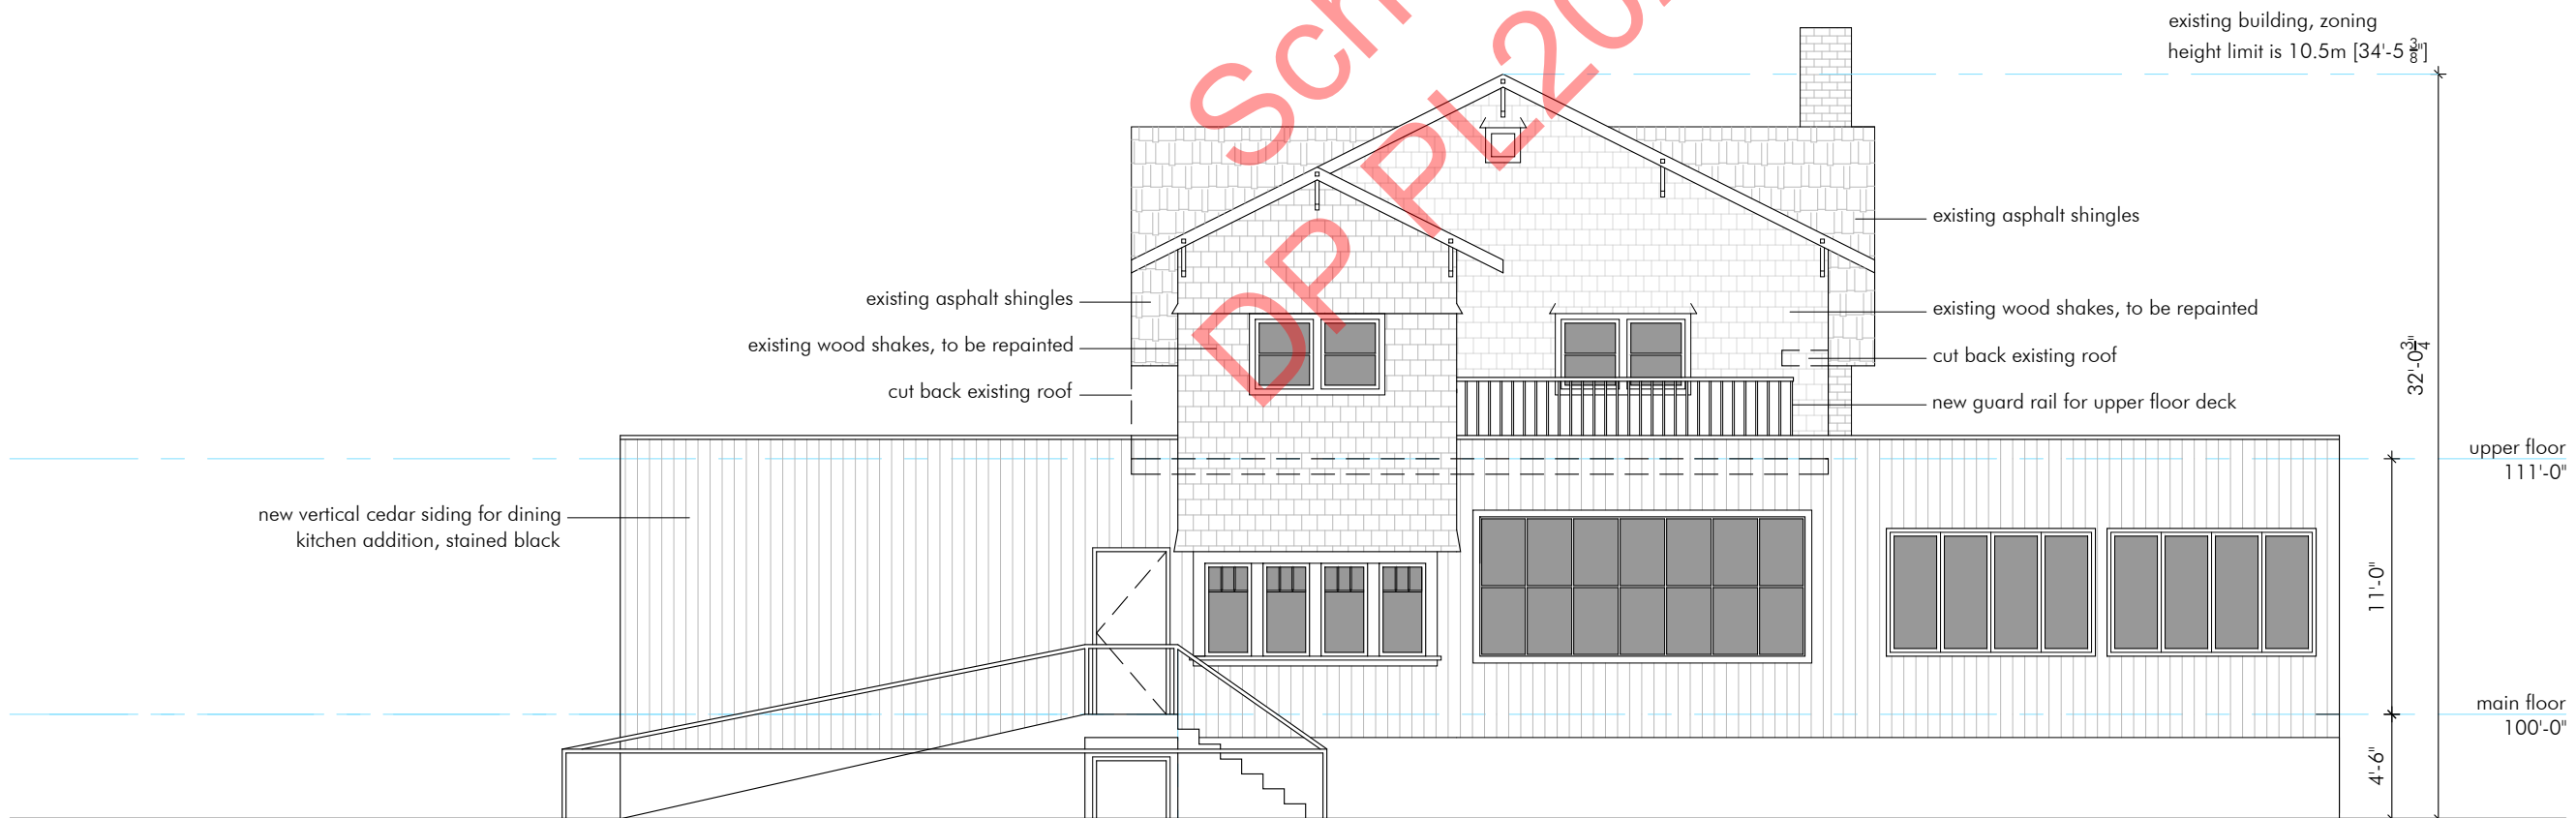 existing building, zoning
height limit is 10.5m [34'-5 3/8"]
Sch
DP PL20
existing asphalt shingles
existing asphalt shingles
existing wood shakes, to be repainted
existing wood shakes, to be repainted
cut back existing roof
cut back existing roof
new guard rail for upper floor deck
32'-0 3/4"
upper floor
111'-0"
new vertical cedar siding for dining
kitchen addition, stained black
11'-0"
main floor
100'-0"
4'-6"